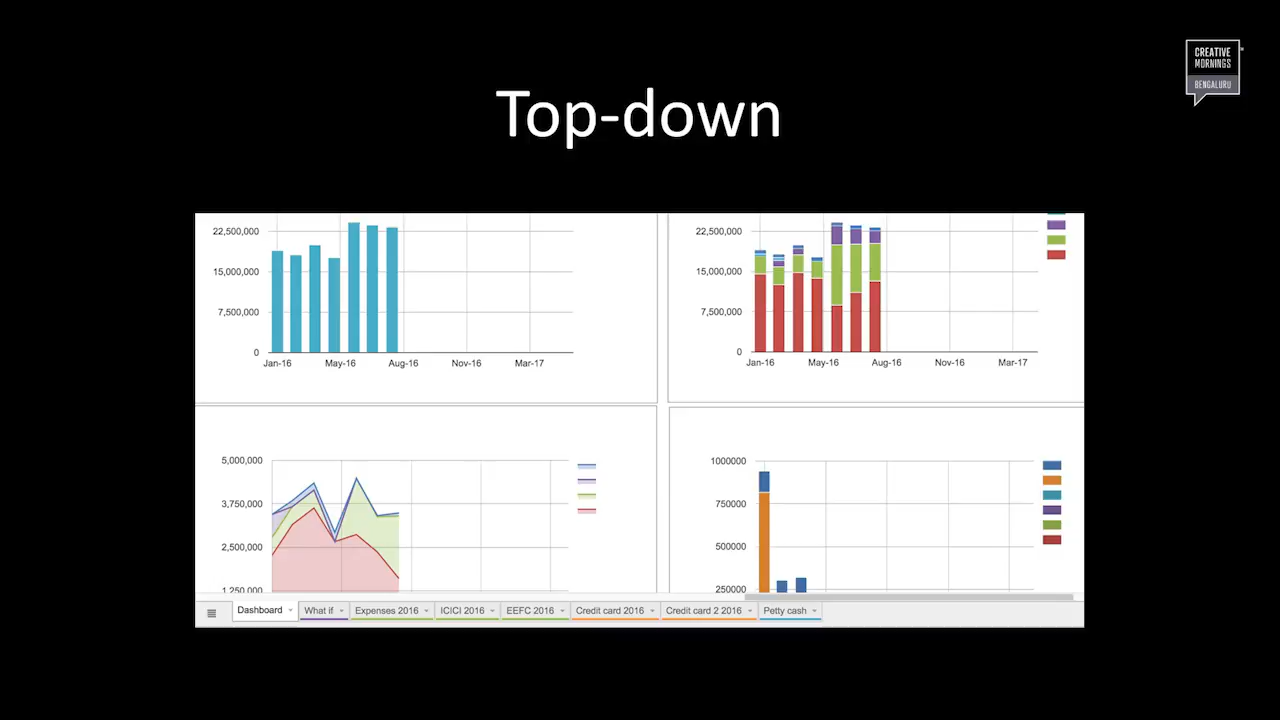 CREATIVE
MORNINGS
BENGALURU
Top-down
22,500,000
15,000,000
7,500,000
0
Jan-16 May-16 Aug-16 Nov-16 Mar-17
22,500,000
15,000,000
7,500,000
0
Jan-16 May-16 Aug-16 Nov-16 Mar-17
5,000,000
3,750,000
2,500,000
1,250,000
1000000
750000
500000
250000
Dashboard What if Expenses 2016 ICICI 2016 EEFC 2016 Credit card 2016 Credit card 2 2016 Petty cash